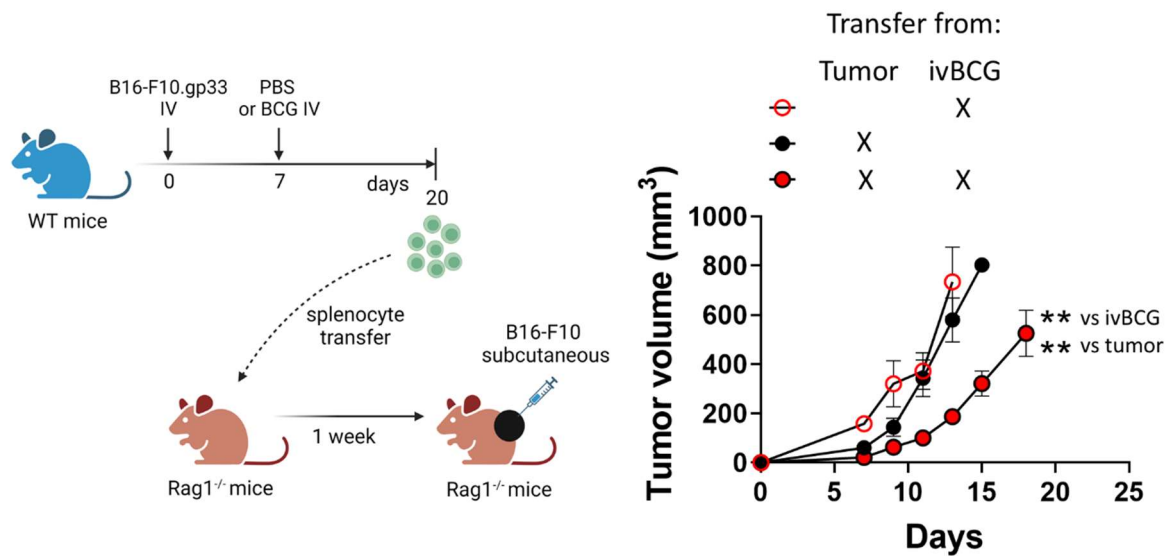 B16-F10.gp33
IV
PBS
or BCG IV
0
7
days
20
WT mice
splenocyte
transfer
B16-F10
subcutaneous
1 week
Rag1-/- mice
Rag1-/- mice
Transfer from:
Tumor ivBCG
X
X
X X
Tumor volume (mm3)
1000
800
600
400
200
0
** vs ivBCG
** vs tumor
0 5 10 15 20 25
Days